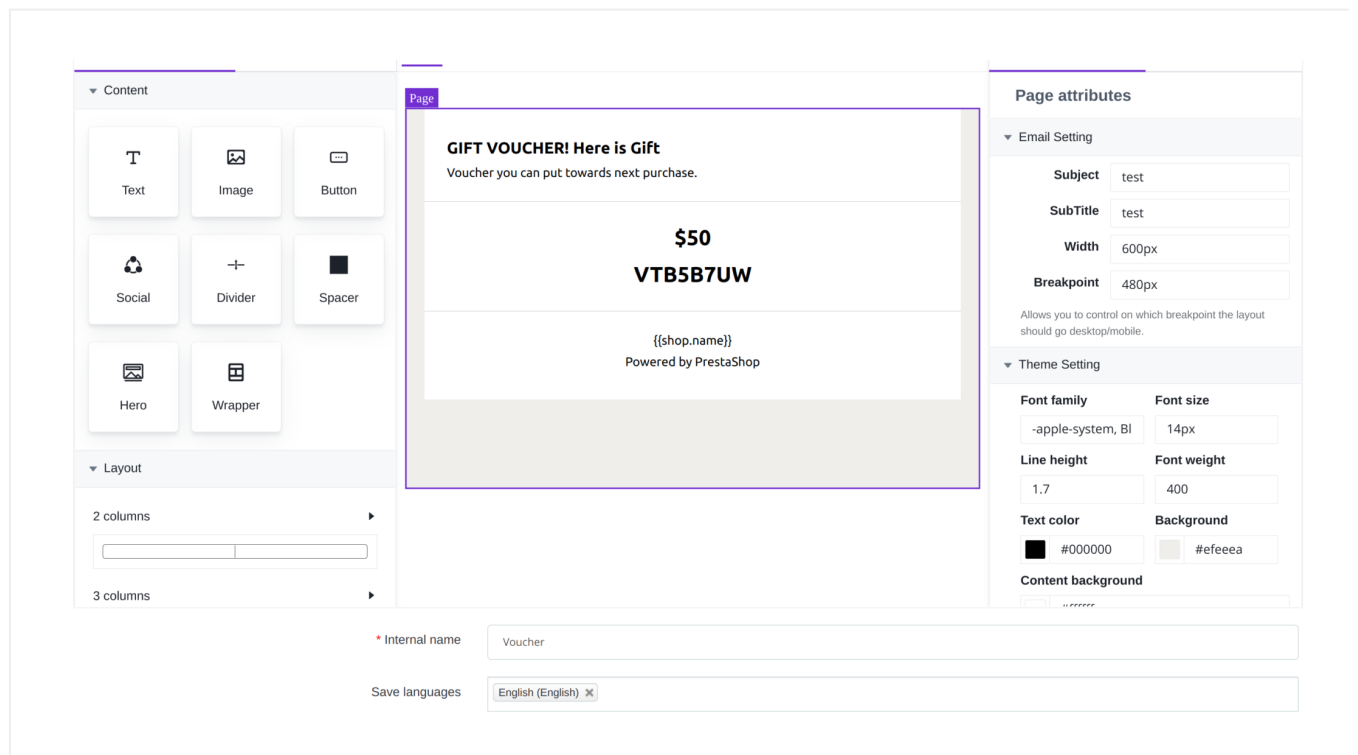 Content
Text
Image
Button
Social
Divider
Spacer
Hero
Wrapper
Layout
2 columns
3 columns
Page
GIFT VOUCHER! Here is Gift
Voucher you can put towards next purchase.
$50
VTB5B7UW
{{shop.name}}
Powered by PrestaShop
Page attributes
Email Setting
Subject test
SubTitle test
Width 600px
Breakpoint 480px
Allows you to control on which breakpoint the layout
should go desktop/mobile.
Theme Setting
Font family Font size
-apple-system, Bl 14px
Line height Font weight
1.7 400
Text color Background
#000000 #efeeea
Content background
* Internal name Voucher
Save languages English (English)